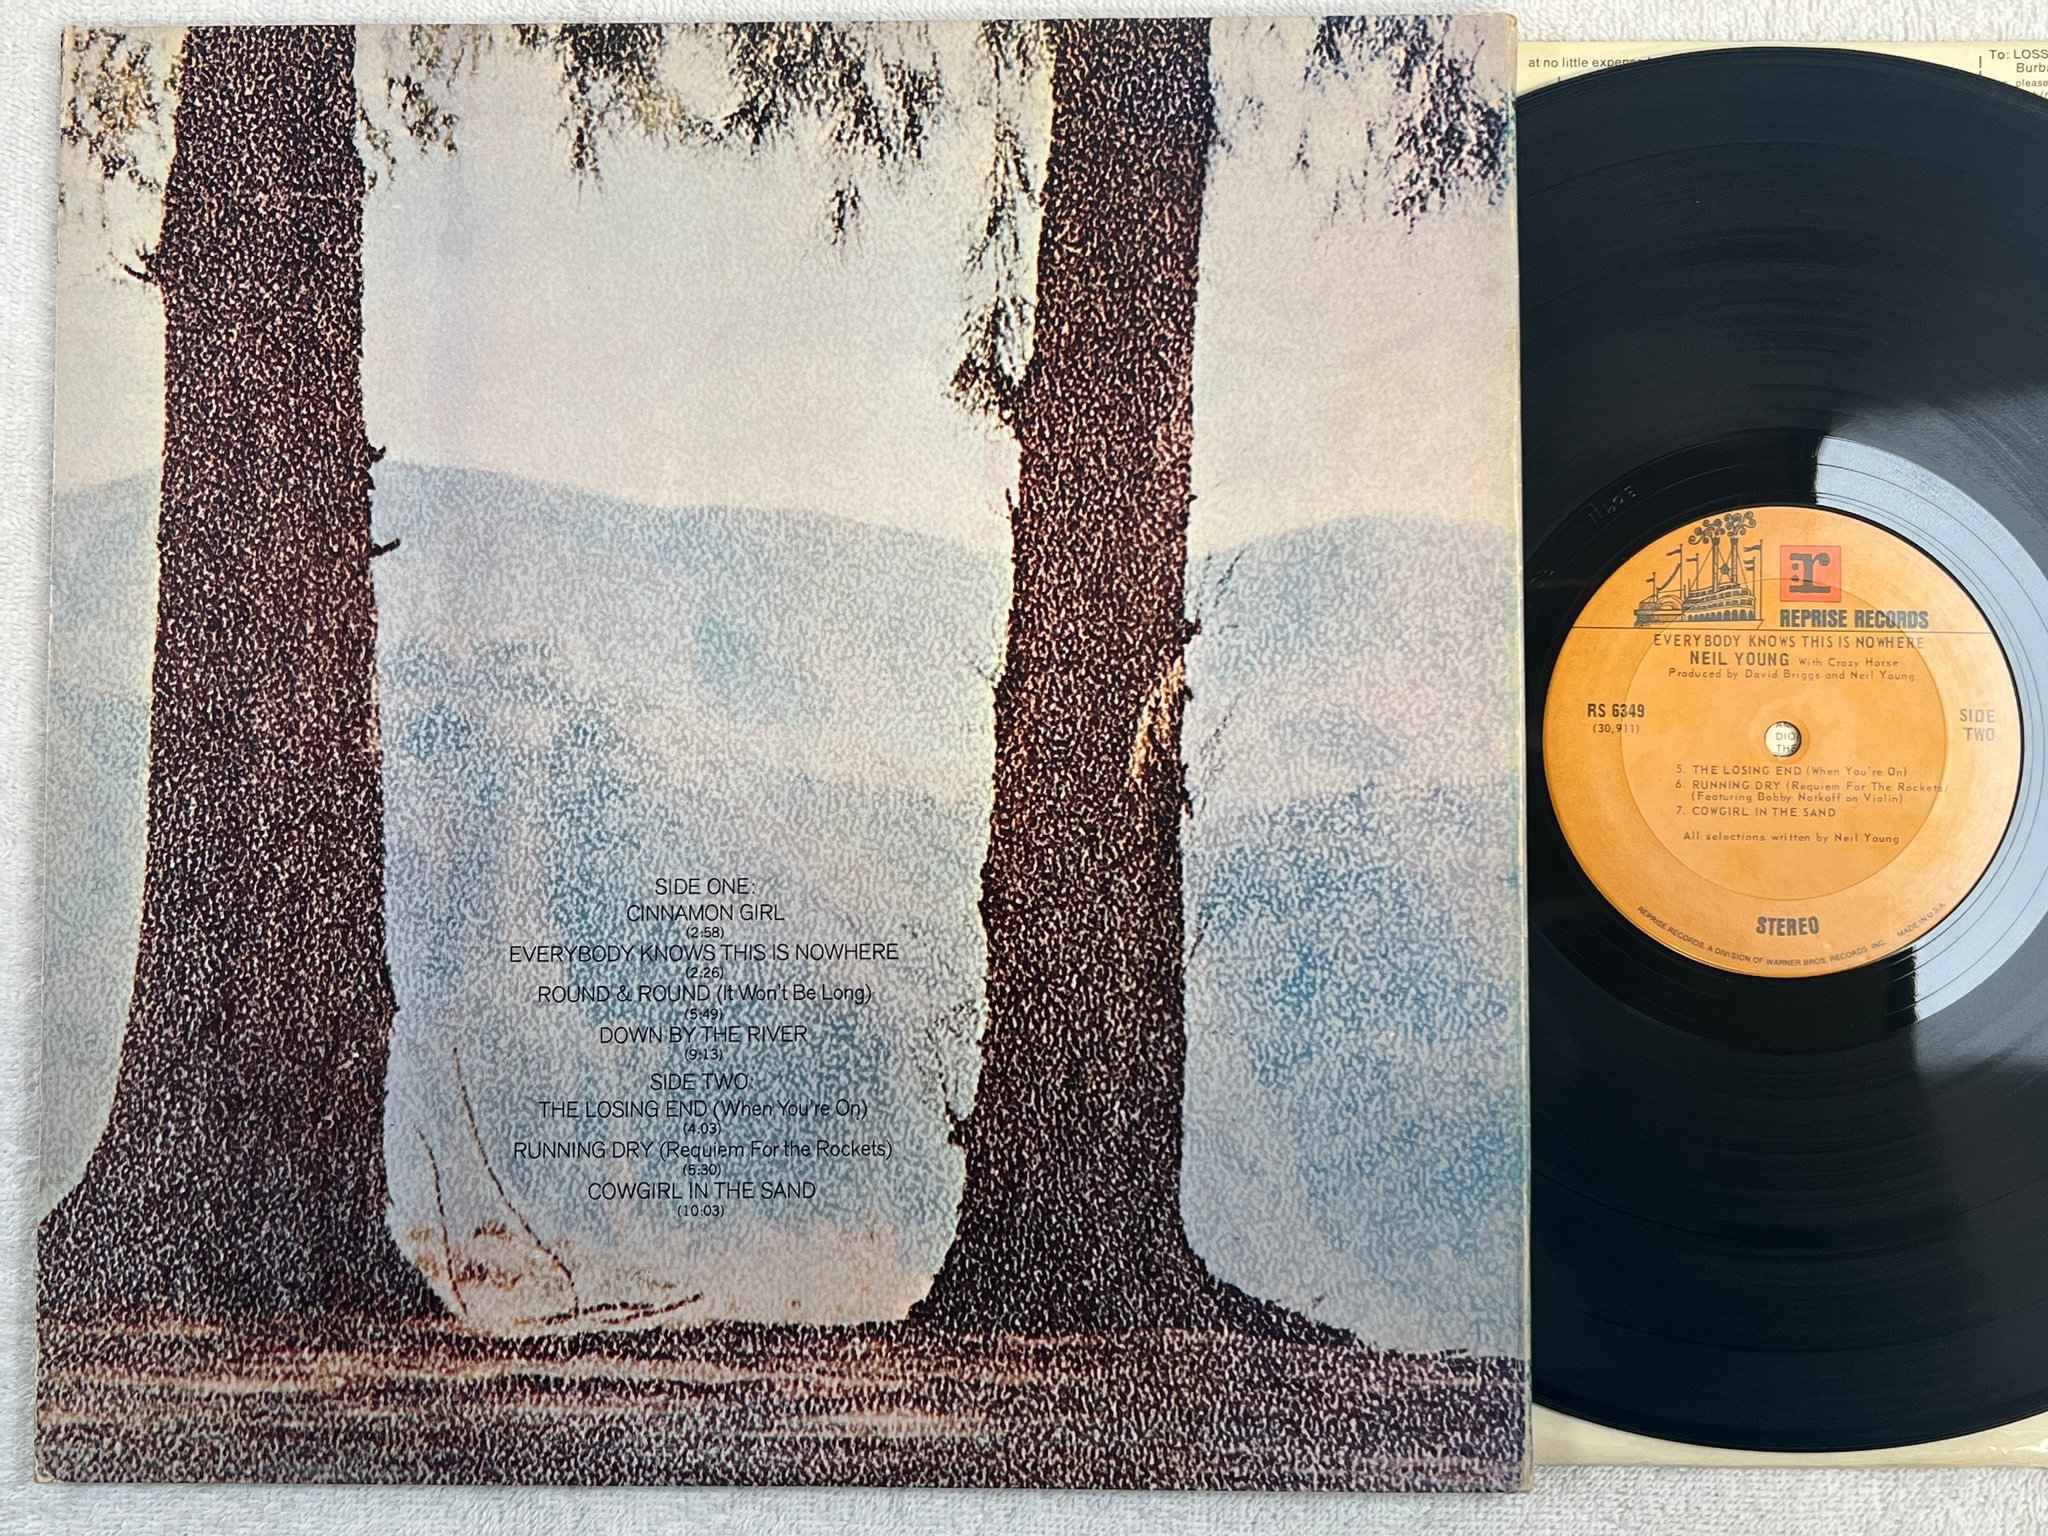 SIDE ONE:
CINNAMON GIRL
(2:58)
EVERYBODY KNOWS THIS IS NOWHERE
(2:26)
ROUND & ROUND (It Won't Be Long)
(5:49)
DOWN BY THE RIVER
(9:13)
SIDE TWO:
THE LOSING END (When You're On)
(4:03)
RUNNING DRY (Requiem For the Rockets)
(5:30)
COWGIRL IN THE SAND
(10:03)
at no little expense
To: LOSS
Burba
please
r
REPRISE RECORDS
EVERYBODY KNOWS THIS IS NOWHERE
NEIL YOUNG With Crazy Horse
Produced by David Briggs and Neil Young
RS 6349
(30,911)
SIDE
TWO
DIO
THE
5. THE LOSING END (When You're On)
6. RUNNING DRY (Requiem For The Rockets)
(Featuring Bobby Notkoff on Violin)
7. COWGIRL IN THE SAND
All selections written by Neil Young
STEREO
REPRISE RECORDS, A DIVISION OF WARNER BROS. RECORDS, INC. MADE IN U.S.A.